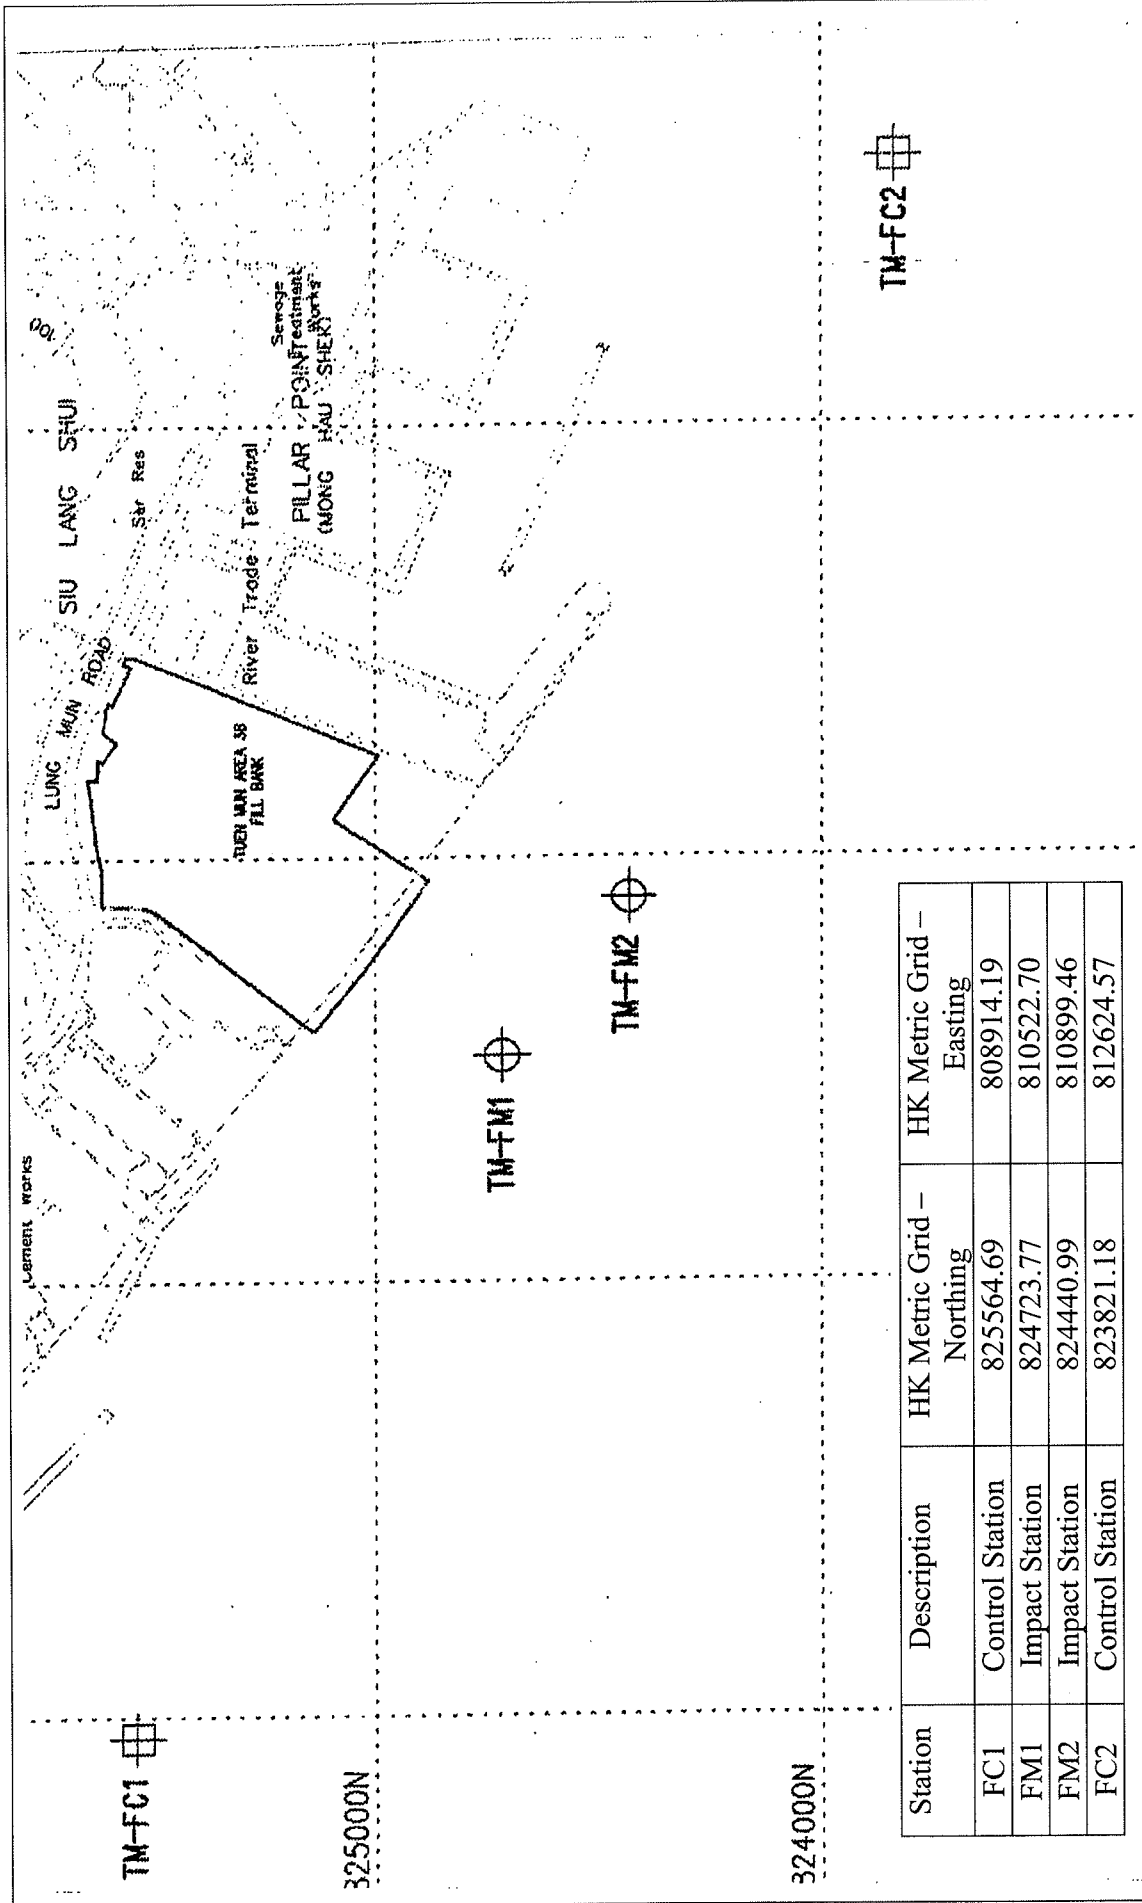 100
SIU LANG SHUI
LUNG MUN ROAD
Ser Res
Sewage
Treatment
Works
River Trade Terminal
PILLAR POINT
(MONG HAU SHEK)
TUEN MUN AREA 38
FILL BANK
Cement works
TM-FC1
325000N
TM-FM1
TM-FM2
324000N
TM-FC2
Station Description HK Metric Grid – Northing HK Metric Grid – Easting
FC1 Control Station 825564.69 808914.19
FM1 Impact Station 824723.77 810522.70
FM2 Impact Station 824440.99 810899.46
FC2 Control Station 823821.18 812624.57